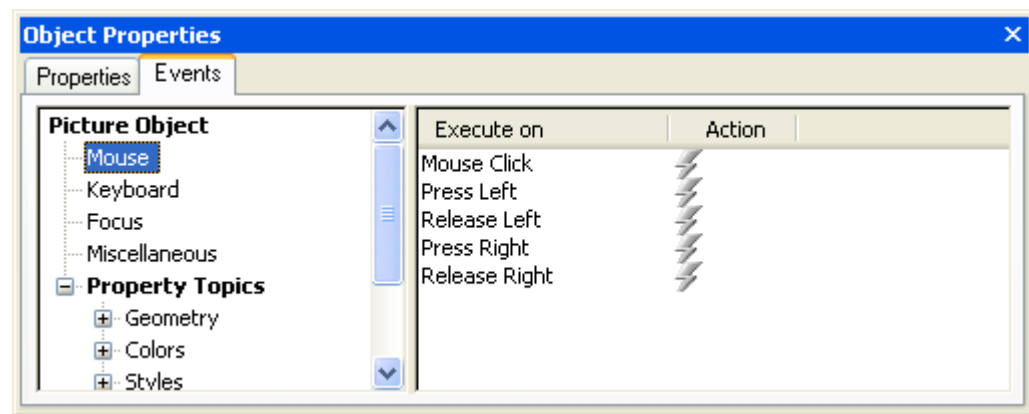 Object Properties
Properties Events
Picture Object
Mouse
Keyboard
Focus
Miscellaneous
Property Topics
Geometry
Colors
Styles
Execute on Action
Mouse Click
Press Left
Release Left
Press Right
Release Right